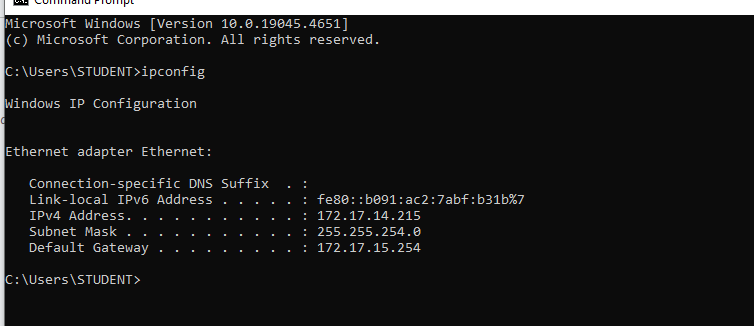 Command Prompt
Microsoft Windows [Version 10.0.19045.4651]
(c) Microsoft Corporation. All rights reserved.
C:\Users\STUDENT>ipconfig
Windows IP Configuration
Ethernet adapter Ethernet:
Connection-specific DNS Suffix  . :
Link-local IPv6 Address . . . . . : fe80::b091:ac2:7abf:b31b%7
IPv4 Address. . . . . . . . . . . : 172.17.14.215
Subnet Mask . . . . . . . . . . . : 255.255.254.0
Default Gateway . . . . . . . . . : 172.17.15.254
C:\Users\STUDENT>